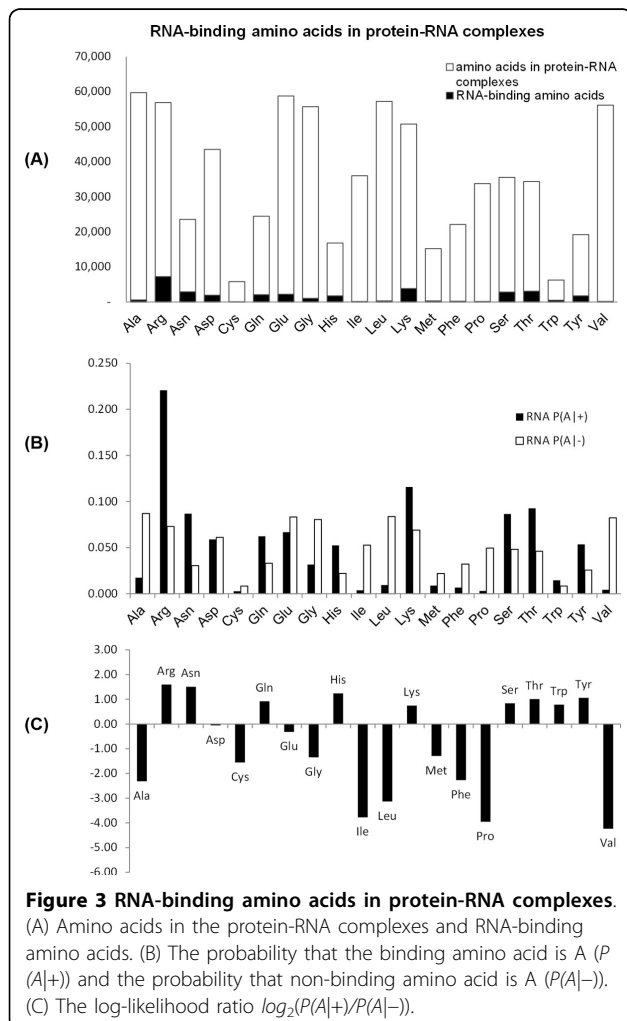 RNA-binding amino acids in protein-RNA complexes
70,000
60,000
50,000
40,000
30,000
20,000
10,000
-
amino acids in protein-RNA
complexes
RNA-binding amino acids
(A)
Ala Arg Asn Asp Cys Gln Glu Gly His Ile Leu Lys Met Phe Pro Ser Thr Trp Tyr Val
0.250
0.200
0.150
0.100
0.050
0.000
RNA P(A|+)
RNA P(A|-)
(B)
Ala Arg Asn Asp Cys Gln Glu Gly His Ile Leu Lys Met Phe Pro Ser Thr Trp Tyr Val
3.00
2.00
1.00
0.00
-1.00
-2.00
-3.00
-4.00
-5.00
-6.00
(C)
Ala Arg Asn Asp Cys Gln Glu Gly His Ile Leu Lys Met Phe Pro Ser Thr Trp Tyr Val
Figure 3 RNA-binding amino acids in protein-RNA complexes.
(A) Amino acids in the protein-RNA complexes and RNA-binding
amino acids. (B) The probability that the binding amino acid is A (P
(A|+)) and the probability that non-binding amino acid is A (P(A|−)).
(C) The log-likelihood ratio log₂(P(A|+)/P(A|−)).